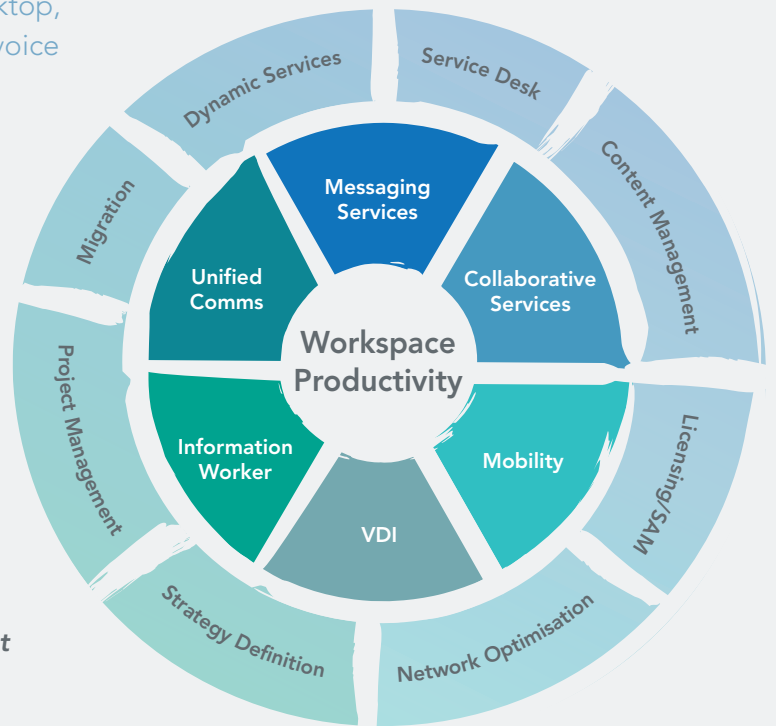 ktop,
voice
Dynamic Services
Service Desk
Content Management
Licensing/SAM
Network Optimisation
Strategy Definition
Project Management
Migration
Messaging
Services
Collaborative
Services
Mobility
VDI
Information
Worker
Unified
Comms
Workspace
Productivity
t